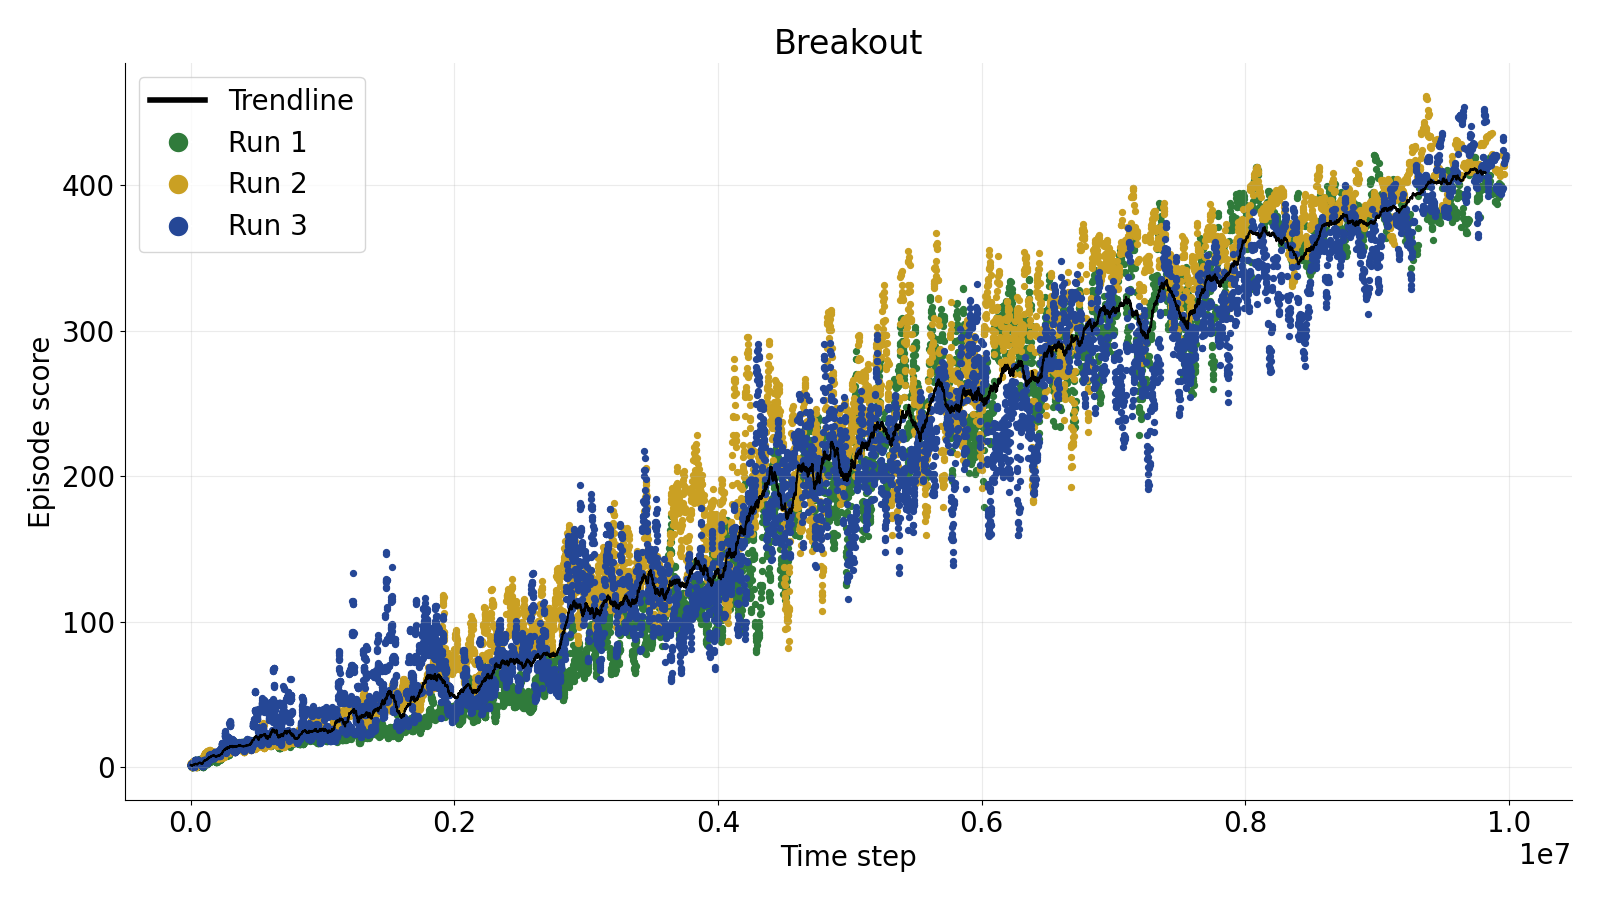 Breakout
Trendline
Run 1
Run 2
Run 3
400
300
200
100
0
Episode score
0.0
0.2
0.4
0.6
0.8
1.0
Time step
1e7